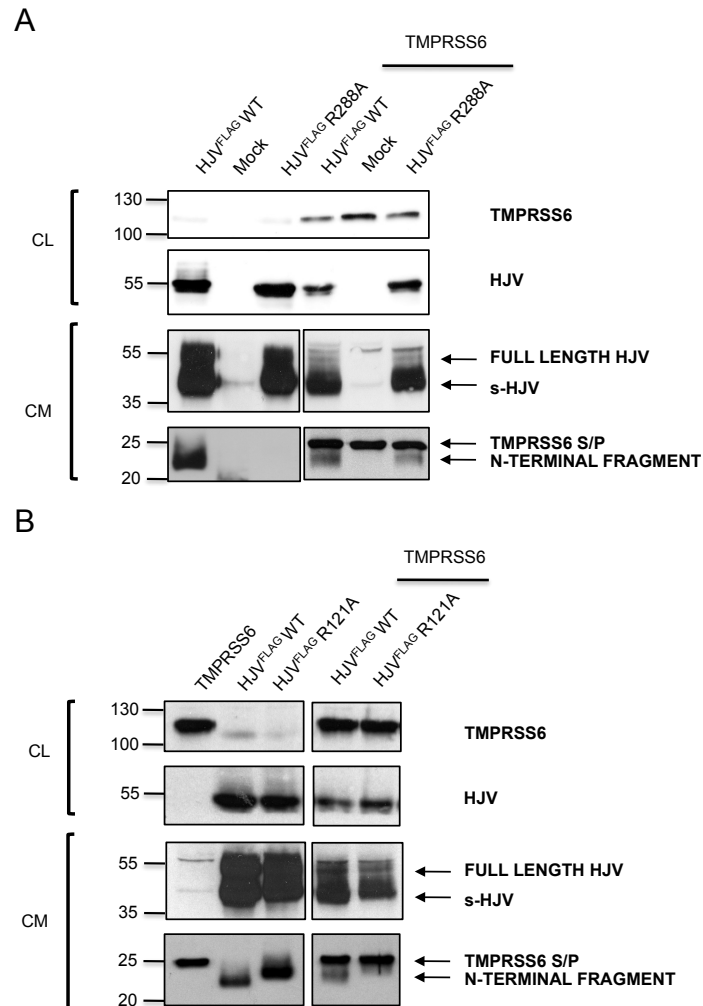 A
TMPRSS6
HJVFLAG WT
Mock
HJVFLAG R288A
HJVFLAG WT
Mock
HJVFLAG R288A
CL
130
100
TMPRSS6
55
HJV
CM
55
35
FULL LENGTH HJV
s-HJV
25
20
TMPRSS6 S/P
N-TERMINAL FRAGMENT
B
TMPRSS6
TMPRSS6
HJVFLAG WT
HJVFLAG R121A
HJVFLAG WT
HJVFLAG R121A
CL
130
100
TMPRSS6
55
HJV
CM
55
35
FULL LENGTH HJV
s-HJV
25
20
TMPRSS6 S/P
N-TERMINAL FRAGMENT